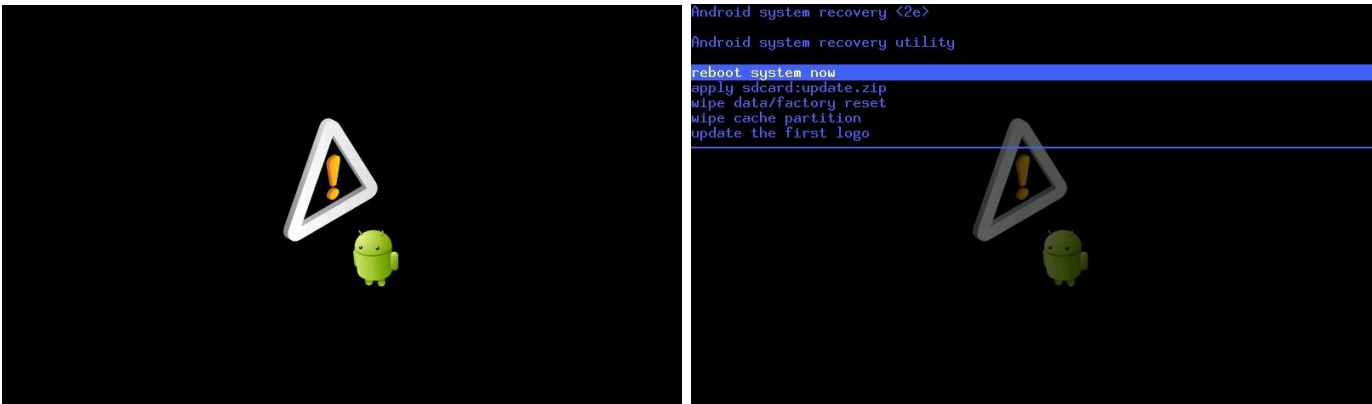 Android system recovery <2e>
Android system recovery utility
reboot system now
apply sdcard:update.zip
wipe data/factory reset
wipe cache partition
update the first logo